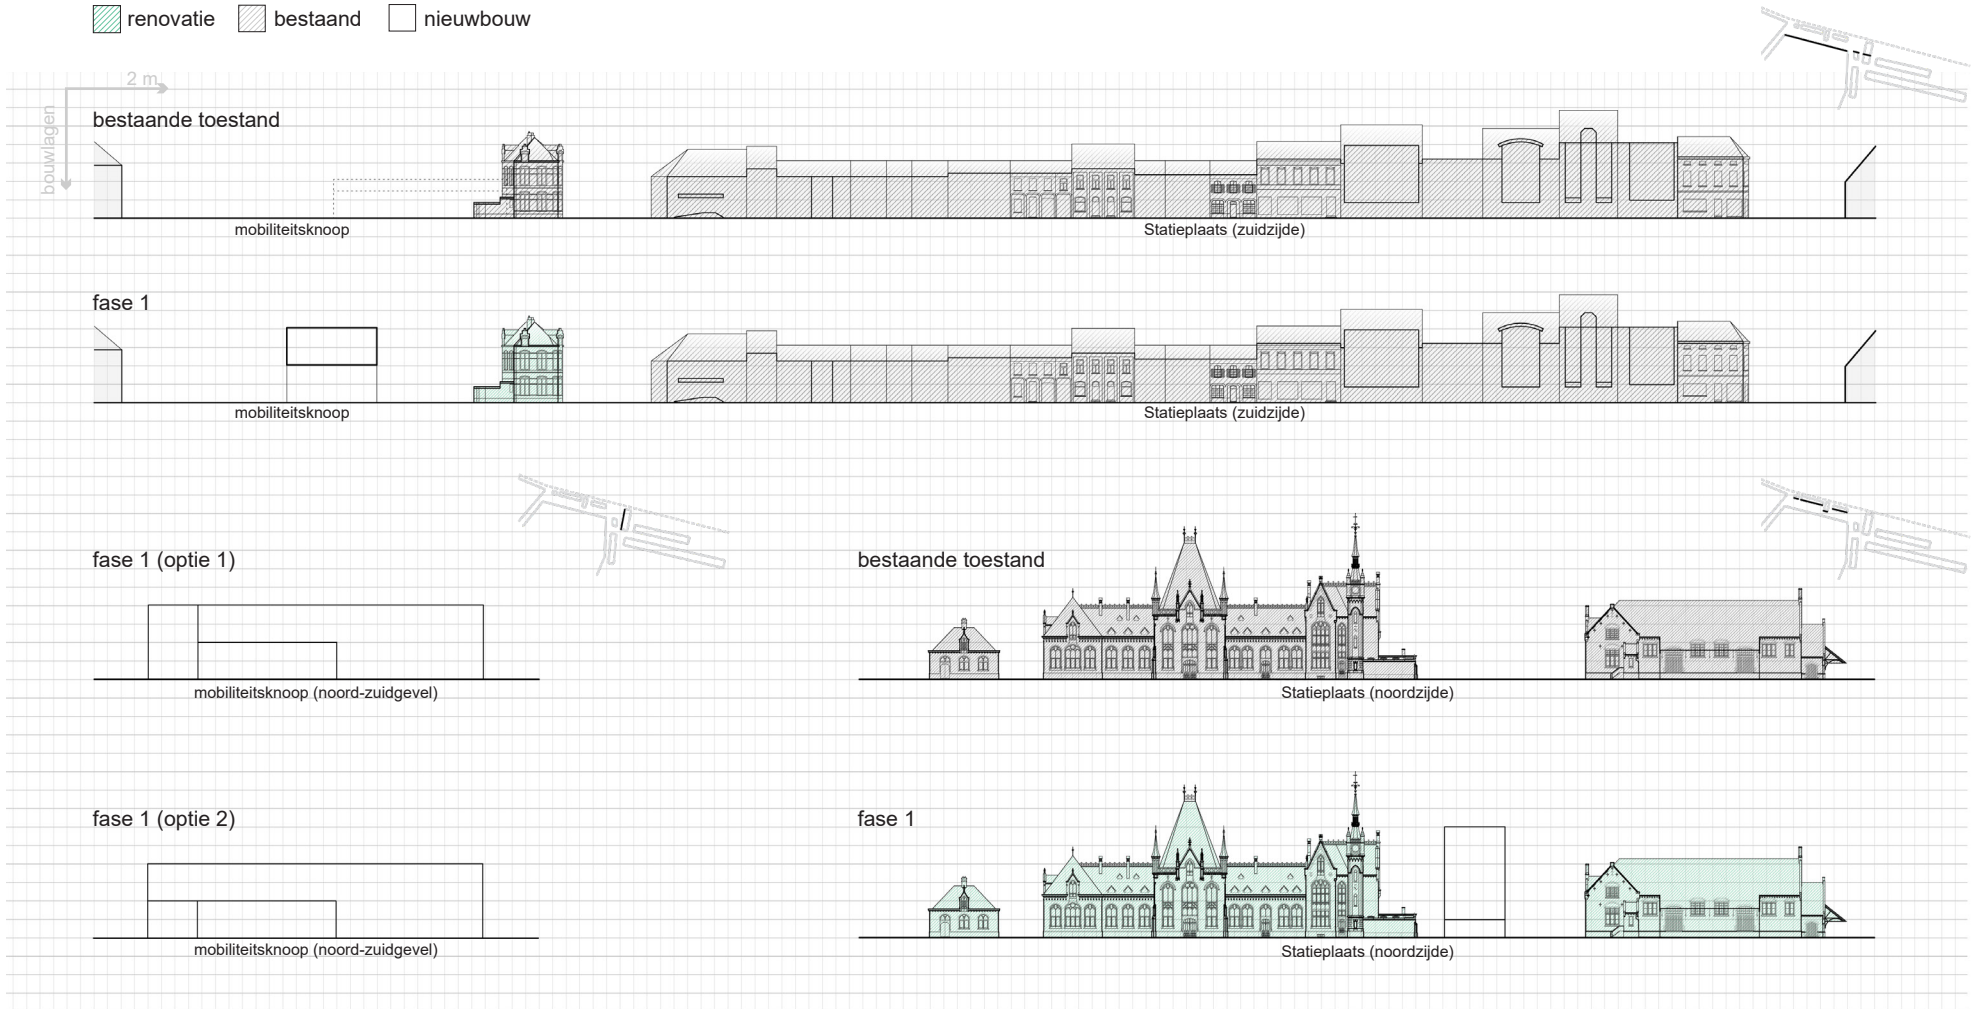 renovatie
bestaand
nieuwbouw
2 m
bouwlagen
bestaande toestand
mobiliteitsknoop
Statieplaats (zuidzijde)
fase 1
mobiliteitsknoop
Statieplaats (zuidzijde)
fase 1 (optie 1)
mobiliteitsknoop (noord-zuidgevel)
bestaande toestand
Statieplaats (noordzijde)
fase 1 (optie 2)
mobiliteitsknoop (noord-zuidgevel)
fase 1
Statieplaats (noordzijde)